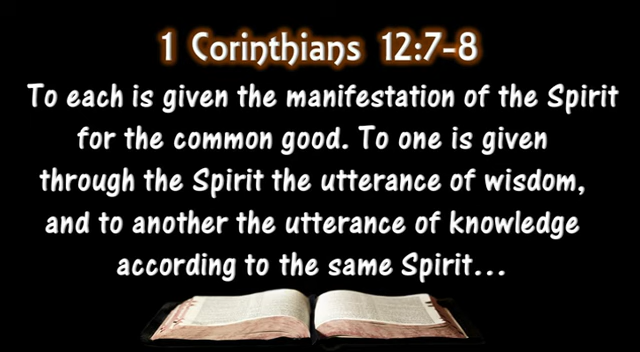 1 Corinthians 12:7-8
To each is given the manifestation of the Spirit
for the common good. To one is given
through the Spirit the utterance of wisdom,
and to another the utterance of knowledge
according to the same Spirit...